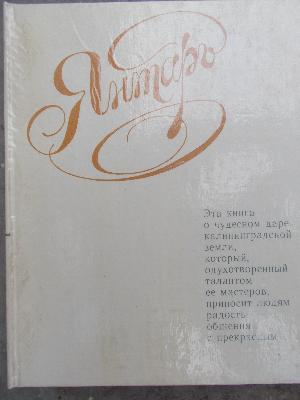 Янтарь
Эта книга
о чудесном даре
калининградской
земли,
который,
одухотворенный
талантом
ее мастеров,
приносит людям
радость
общения
с прекрасным